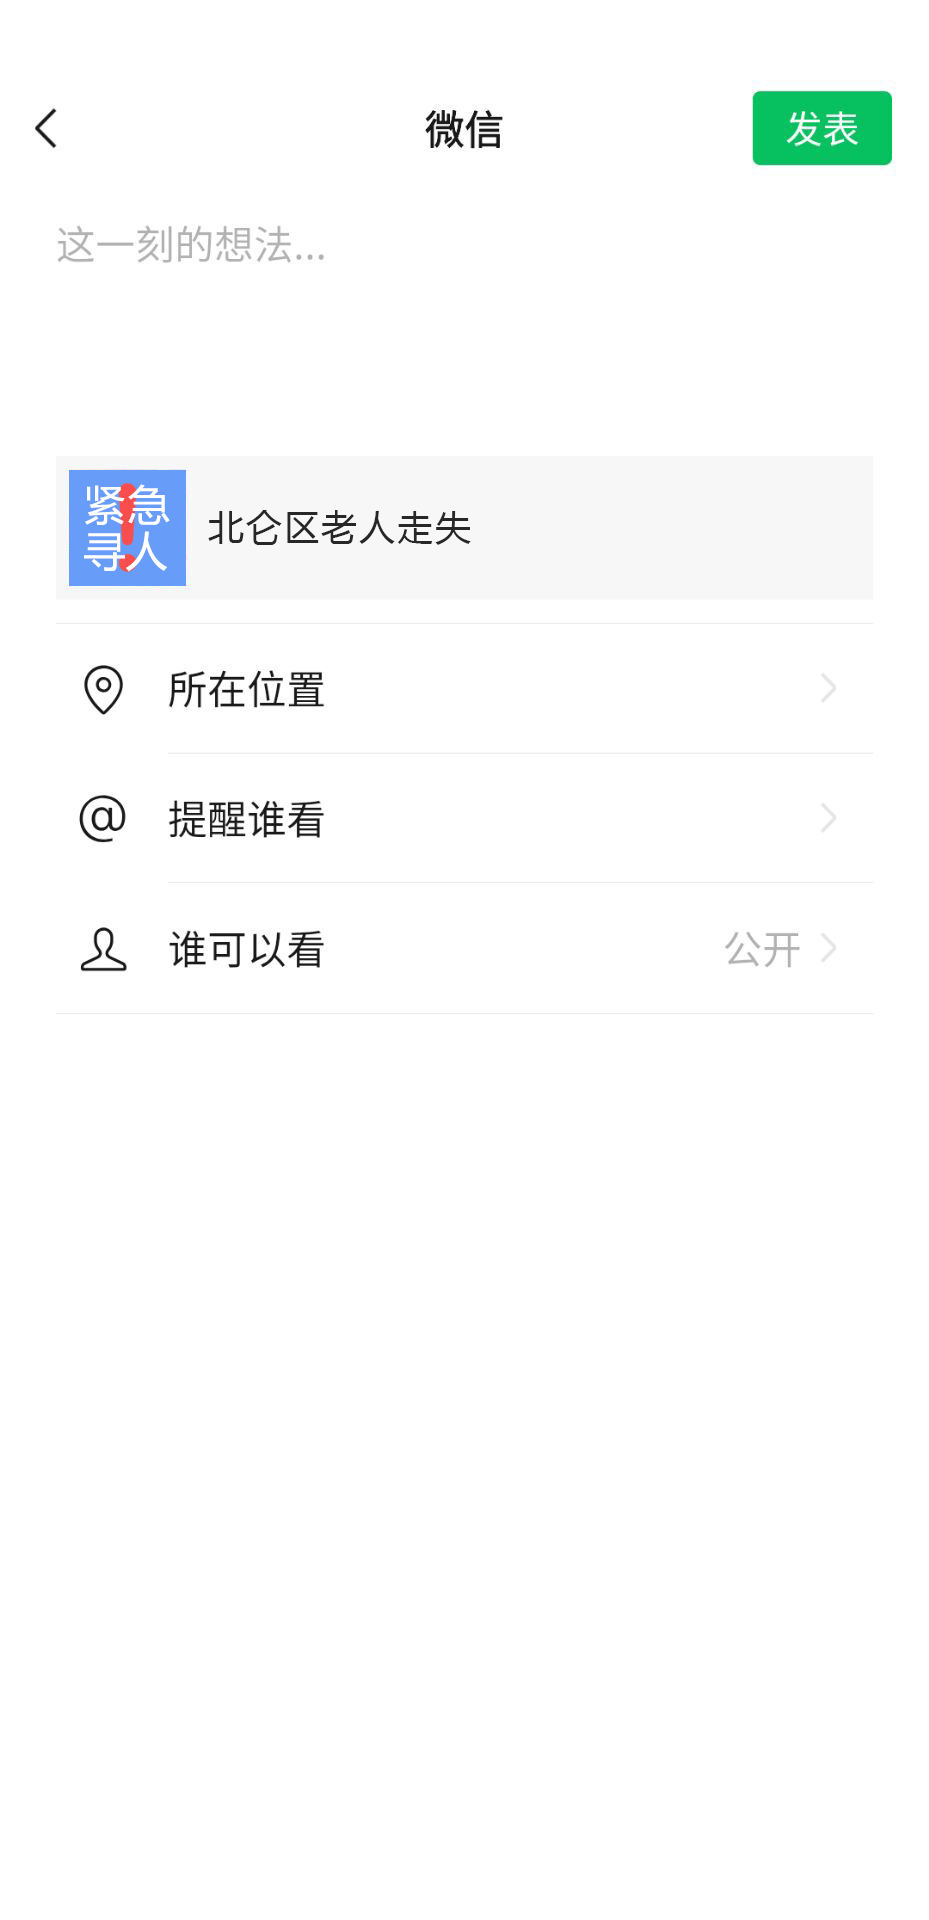 微信
发表
这一刻的想法...
紧急
寻人
北仑区老人走失
所在位置
@ 提醒谁看
谁可以看 公开